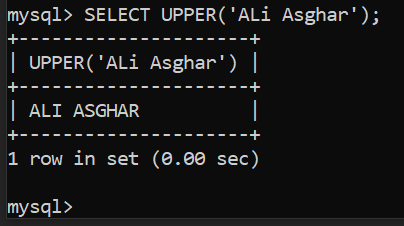 mysql> SELECT UPPER('ALi Asghar');
+--------------------+
| UPPER('ALi Asghar') |
+--------------------+
| ALI ASGHAR          |
+--------------------+
1 row in set (0.00 sec)
mysql>